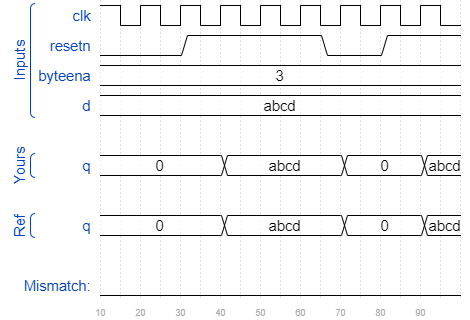 Inputs
clk
resetn
byteena 3
d abcd
Yours
q 0 abcd 0 abcd
Ref
q 0 abcd 0 abcd
Mismatch:
10 20 30 40 50 60 70 80 90